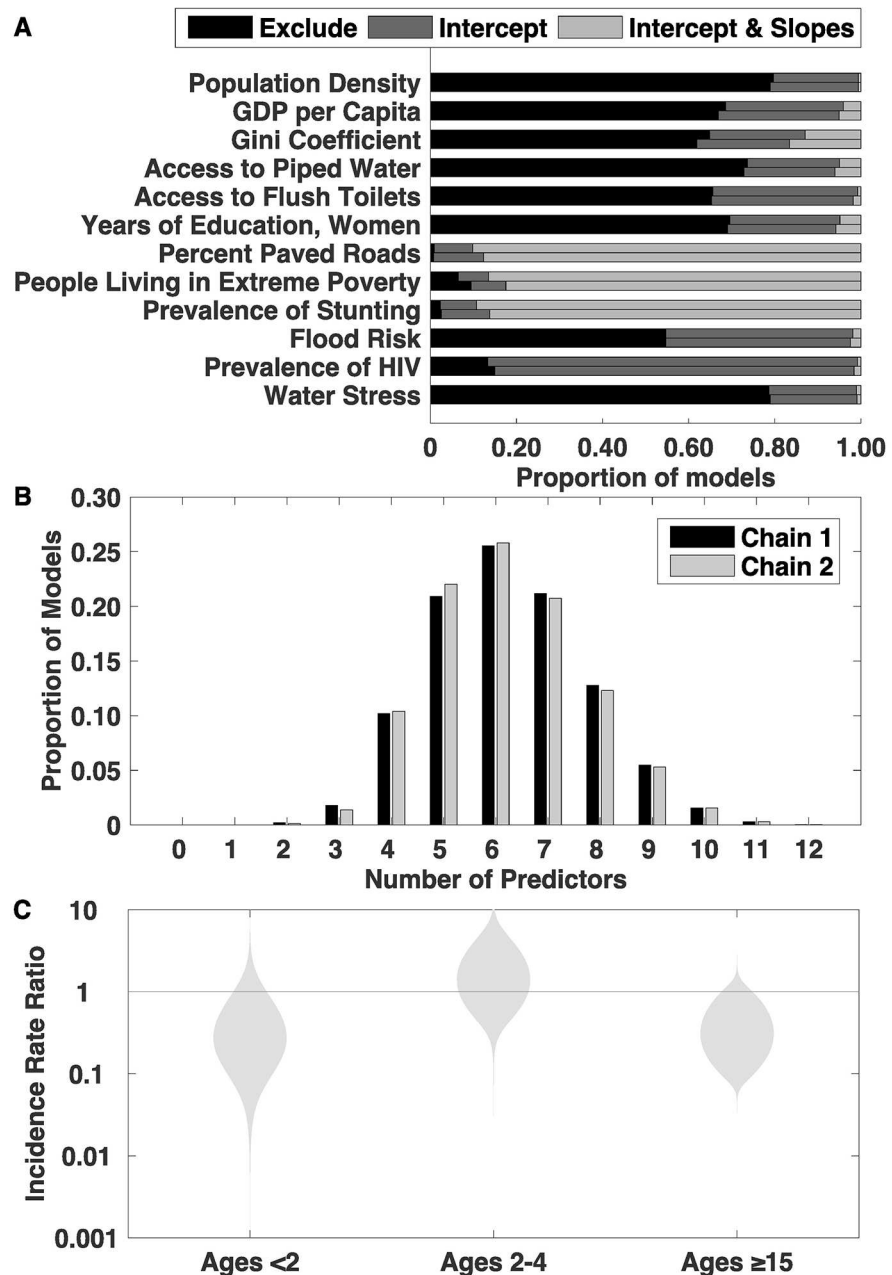 A
Exclude Intercept Intercept & Slopes
Population Density
GDP per Capita
Gini Coefficient
Access to Piped Water
Access to Flush Toilets
Years of Education, Women
Percent Paved Roads
People Living in Extreme Poverty
Prevalence of Stunting
Flood Risk
Prevalence of HIV
Water Stress
0 0.20 0.40 0.60 0.80 1.00
Proportion of models
B
Proportion of Models
0.30
0.25
0.20
0.15
0.10
0.05
0
Chain 1
Chain 2
0 1 2 3 4 5 6 7 8 9 10 11 12
Number of Predictors
C
Incidence Rate Ratio
10
1
0.1
0.01
0.001
Ages <2 Ages 2-4 Ages ≥15